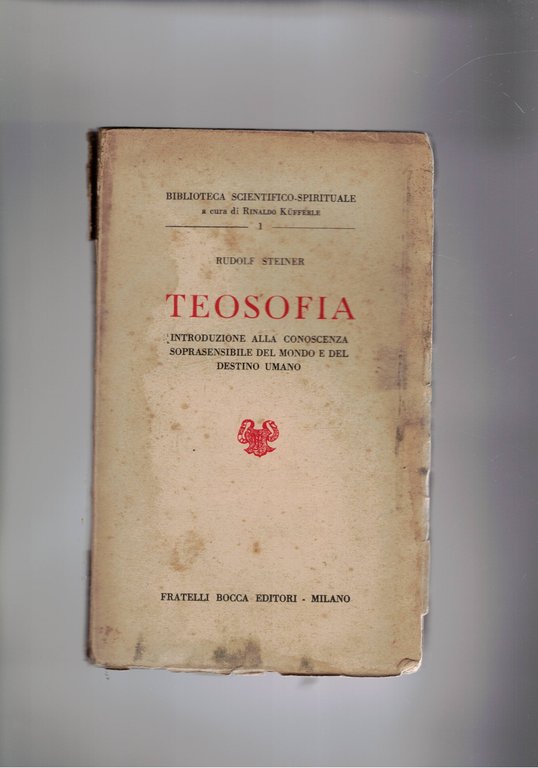 BIBLIOTECA SCIENTIFICO-SPIRITUALE
a cura di RINALDO KÜFFERLE
1
RUDOLF STEINER
TEOSOFIA
INTRODUZIONE ALLA CONOSCENZA
SOPRASENSIBILE DEL MONDO E DEL
DESTINO UMANO
FRATELLI BOCCA EDITORI - MILANO